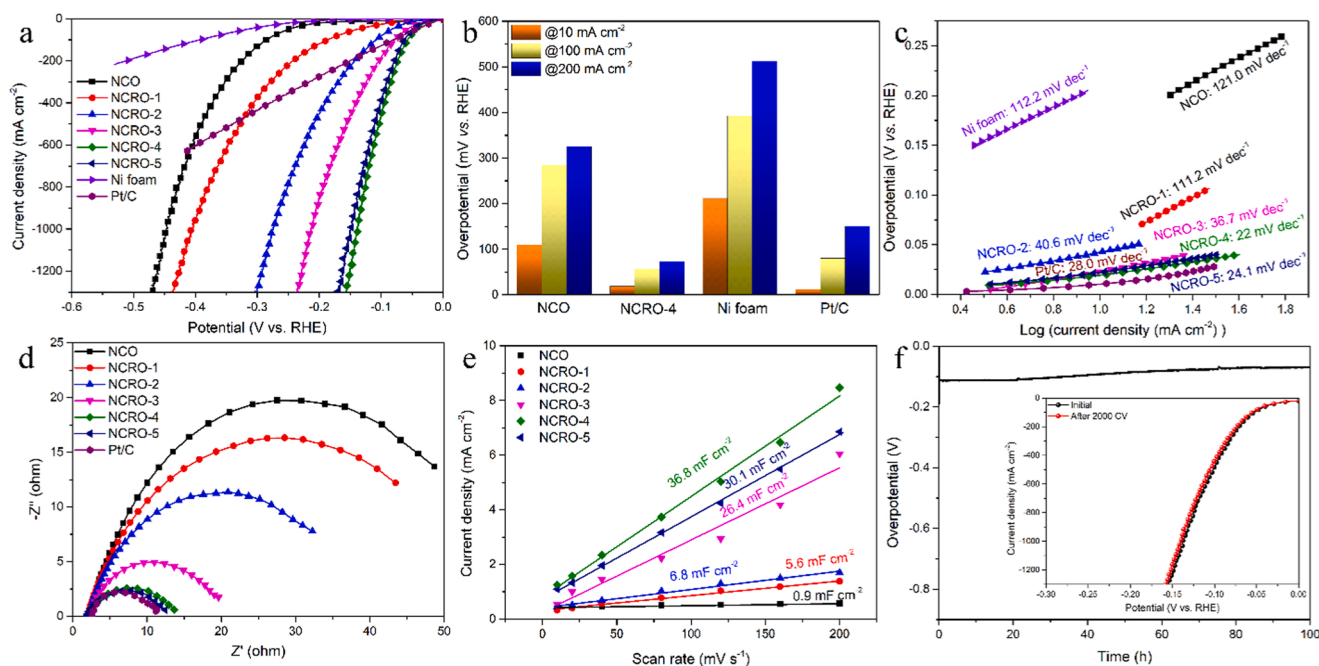 a
Current density (mA cm⁻²)
0
-200
-400
-600
-800
-1000
-1200
NCO
NCRO-1
NCRO-2
NCRO-3
NCRO-4
NCRO-5
Ni foam
Pt/C
-0.6
-0.4
-0.2
0.0
Potential (V vs. RHE)
b
Overpotential (mV vs. RHE)
600
500
400
300
200
100
0
@10 mA cm⁻²
@100 mA cm⁻²
@200 mA cm⁻²
NCO
NCRO-4
Ni foam
Pt/C
c
Overpotential (V vs. RHE)
0.25
0.20
0.15
0.10
0.05
0.00
Ni foam: 112.2 mV dec⁻¹
NCO: 121.0 mV dec⁻¹
NCRO-1: 111.2 mV dec⁻¹
NCRO-3: 36.7 mV dec⁻¹
NCRO-2: 40.6 mV dec⁻¹
NCRO-4: 22 mV dec⁻¹
Pt/C: 28.0 mV dec⁻¹
NCRO-5: 24.1 mV dec⁻¹
0.4
0.8
1.2
1.6
2.0
Log (current density (mA cm⁻²) )
d
-Z'' (ohm)
-25
20
15
10
5
0
NCO
NCRO-1
NCRO-2
NCRO-3
NCRO-4
NCRO-5
Pt/C
0
10
20
30
40
50
Z' (ohm)
e
Current density (mA cm⁻²)
10
8
6
4
2
0
NCO
NCRO-1
NCRO-2
NCRO-3
NCRO-4
NCRO-5
36.8 mF cm⁻²
30.1 mF cm⁻²
26.4 mF cm⁻²
6.8 mF cm⁻²
5.6 mF cm⁻²
0.9 mF cm⁻²
0
50
100
150
200
Scan rate (mV s⁻¹)
f
Overpotential (V)
0.0
-0.2
-0.4
-0.6
-0.8
Initial
After 2000 CV
Current density (mA cm⁻²)
0
-200
-400
-600
-800
-1000
-1200
-0.30
-0.25
-0.20
-0.15
-0.10
-0.05
0.00
Potential (V vs. RHE)
0
20
40
60
80
100
Time (h)